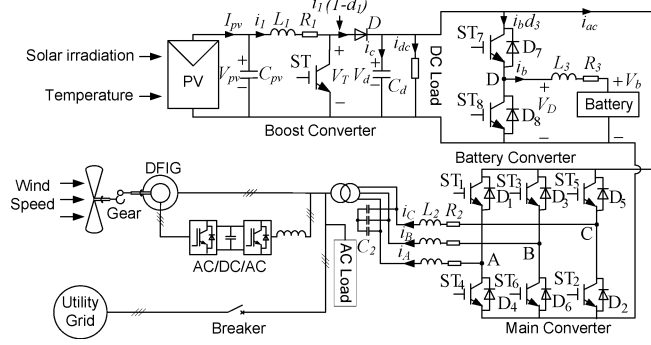 i1(1-d1)
Ipv i1 L1 R1 D ibd3 iac
Solar irradiation
PV
Vpv Cpv ST VT ic Vd Cd idc DC Load
Temperature
Boost Converter
ST7 D7
D ib L3 R3 +Vb
VD Battery
ST8 D8
Battery Converter
DFIG
Wind
Speed
Gear
AC/DC/AC
AC Load
C2
iC L2 R2
iB
iA
ST1 D1 ST3 D3 ST5 D5
C
B
A
ST4 D4 ST6 D6 ST2 D2
Main Converter
Utility
Grid
Breaker